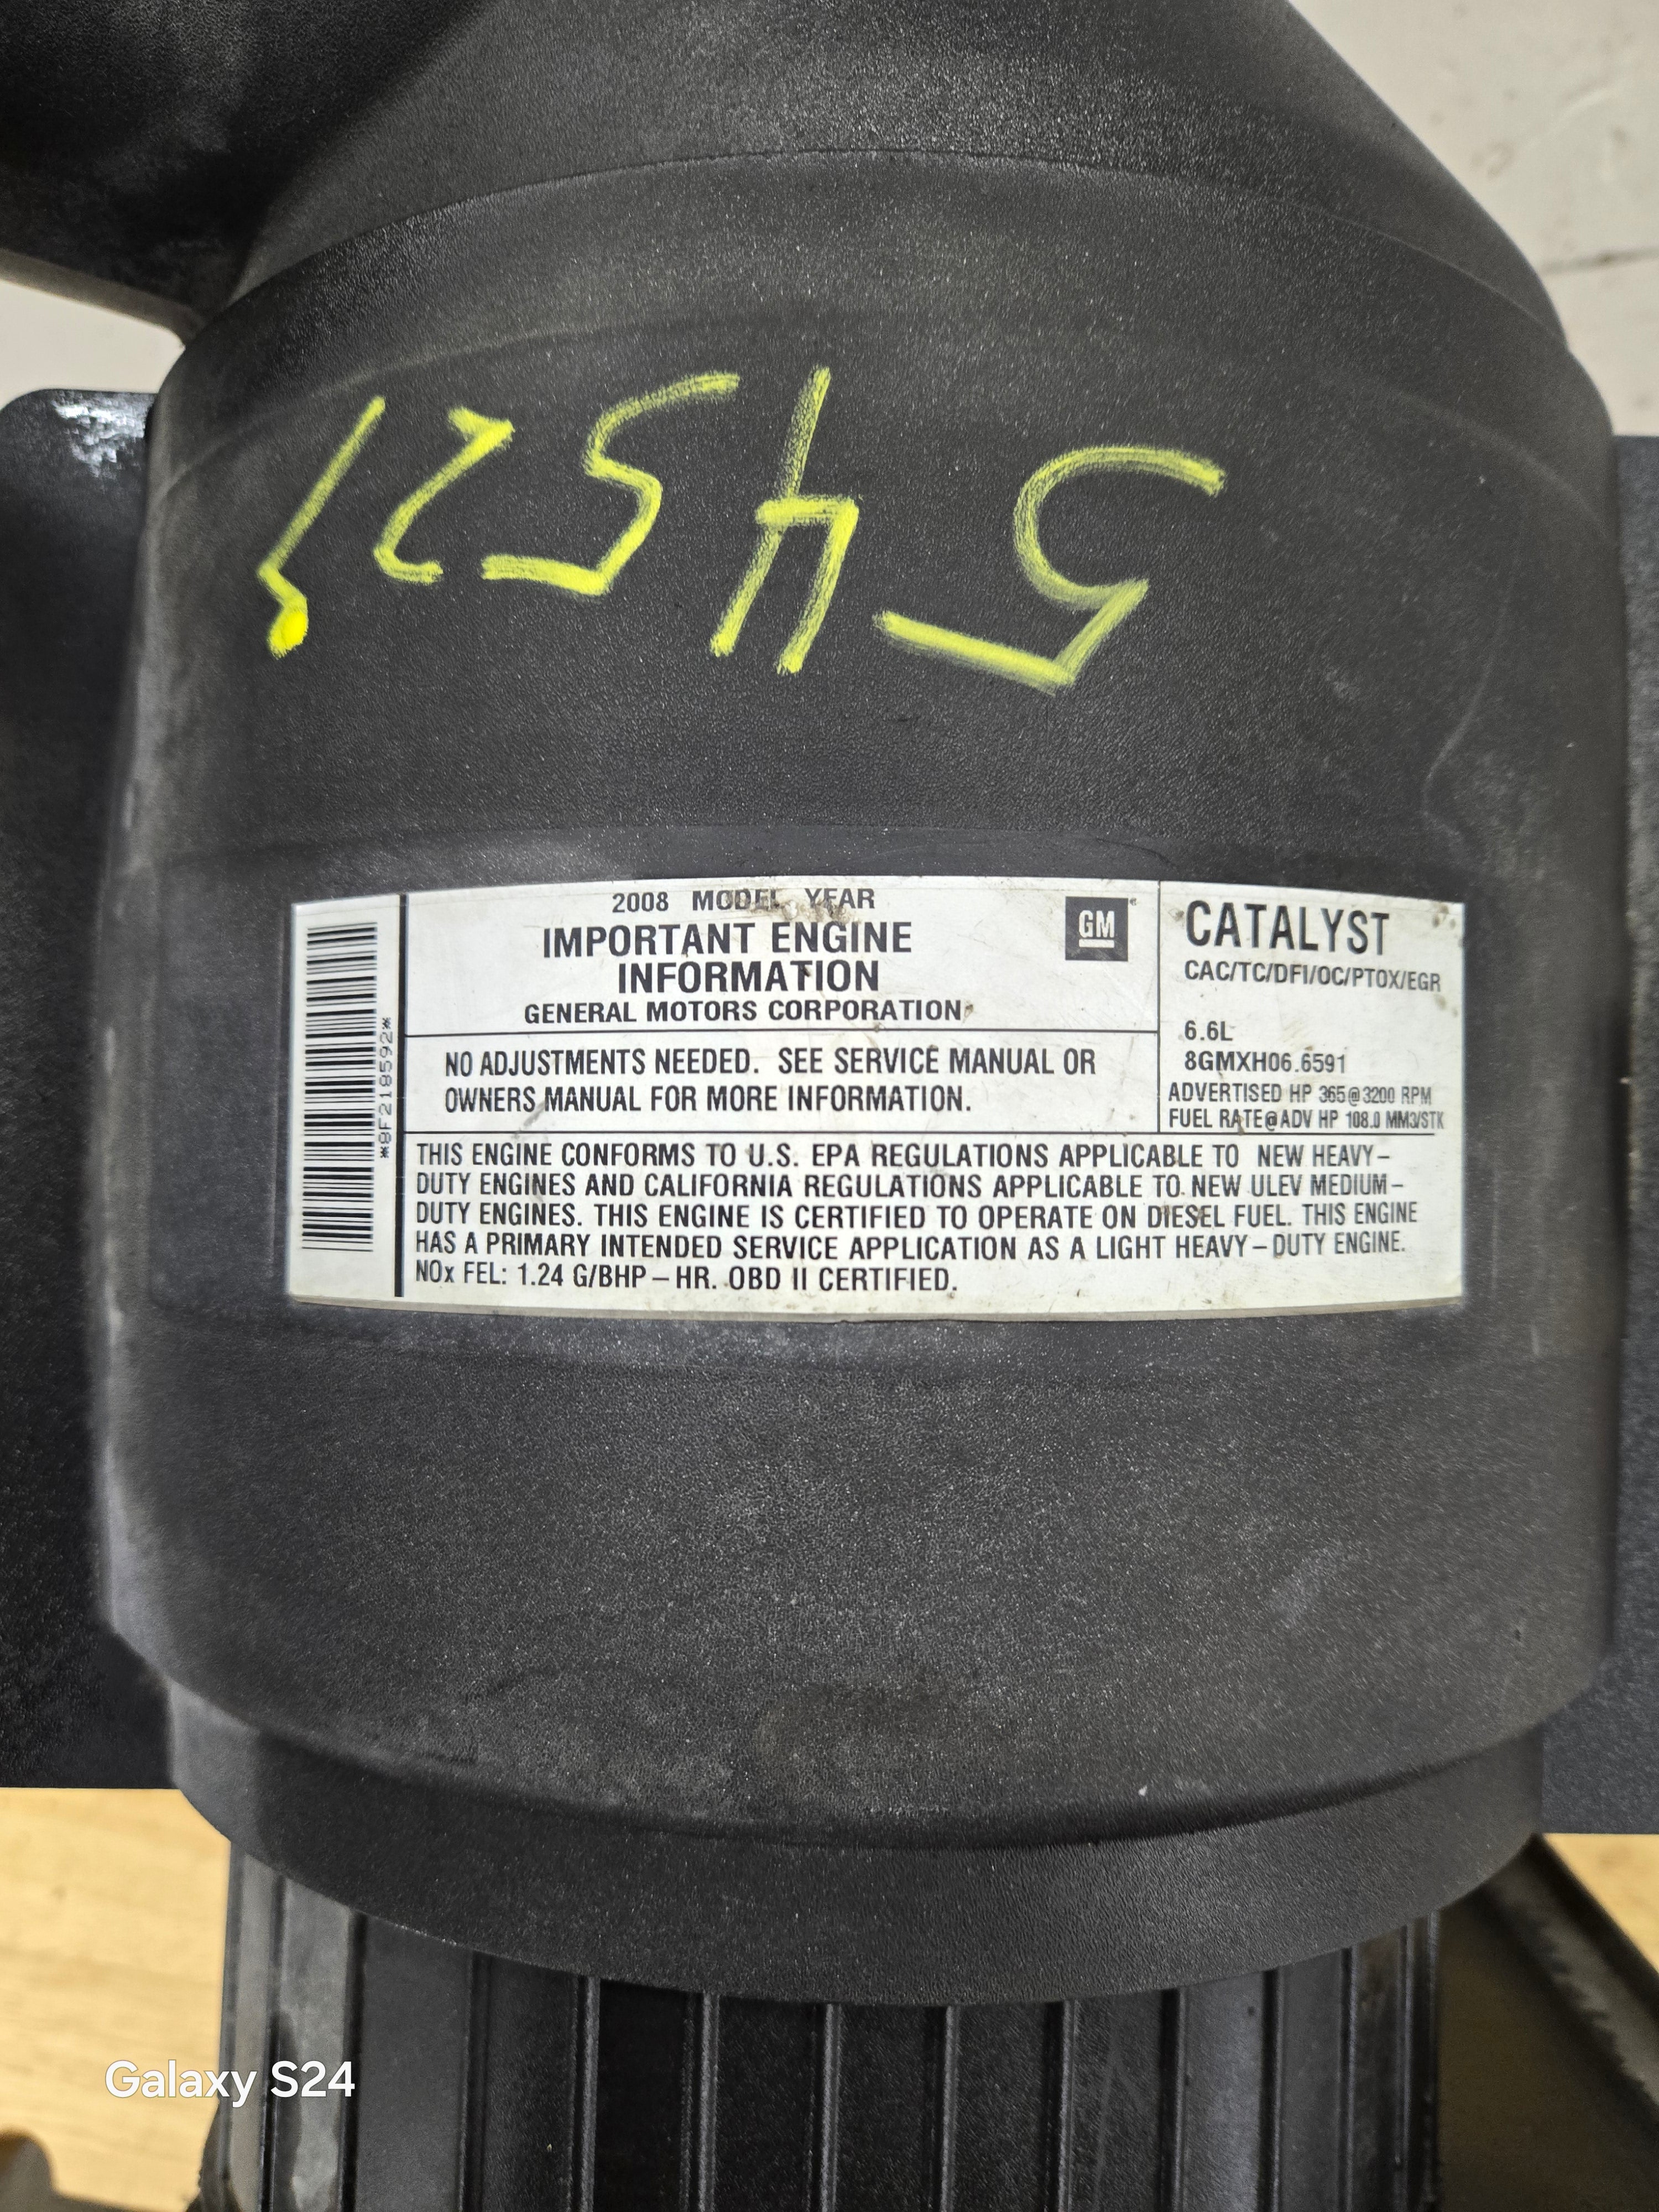 54521
2008 MODEL YEAR
IMPORTANT ENGINE
INFORMATION
GENERAL MOTORS CORPORATION
GM
NO ADJUSTMENTS NEEDED. SEE SERVICE MANUAL OR
OWNERS MANUAL FOR MORE INFORMATION.
CATALYST
CAC/TC/DFI/OC/PTOX/EGR
6.6L
8GMXH06.6591
ADVERTISED HP 365@3200 RPM
FUEL RATE@ADV HP 108.0 MM3/STK
THIS ENGINE CONFORMS TO U.S. EPA REGULATIONS APPLICABLE TO NEW HEAVY-
DUTY ENGINES AND CALIFORNIA REGULATIONS APPLICABLE TO NEW ULEV MEDIUM-
DUTY ENGINES. THIS ENGINE IS CERTIFIED TO OPERATE ON DIESEL FUEL. THIS ENGINE
HAS A PRIMARY INTENDED SERVICE APPLICATION AS A LIGHT HEAVY-DUTY ENGINE.
NOx FEL: 1.24 G/BHP-HR. OBD II CERTIFIED.
*8F218592*
Galaxy S24